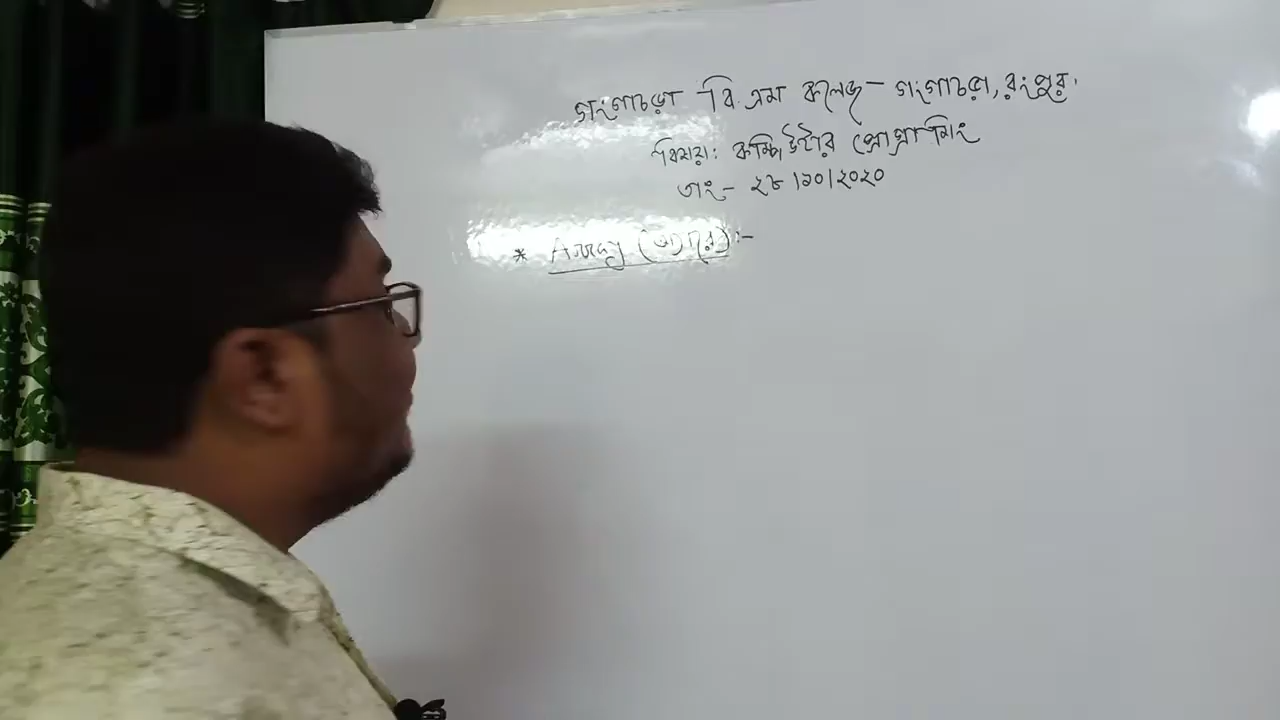 গংগাচড়া বি.এম কলেজ- গংগাচড়া, রংপুর।
বিষয়: কম্পিউটার প্রোগ্রামিং
তাং- ২৮/১০/২০২০
* Array (অ্যারে):-